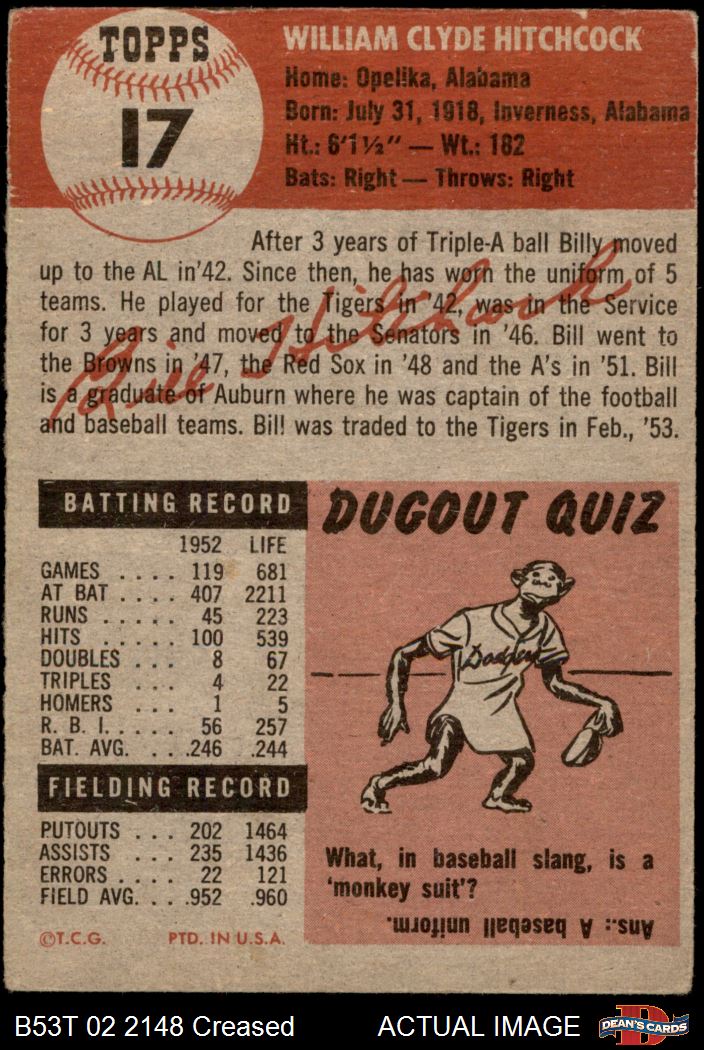 TOPPS
17
WILLIAM CLYDE HITCHCOCK
Home: Opelika, Alabama
Born: July 31, 1918, Inverness, Alabama
Ht.: 6'1½" — Wt.: 182
Bats: Right — Throws: Right
After 3 years of Triple-A ball Billy moved
up to the AL in'42. Since then, he has worn the uniform of 5
teams. He played for the Tigers in '42, was in the Service
for 3 years and moved to the Senators in '46. Bill went to
the Browns in '47, the Red Sox in '48 and the A's in '51. Bill
is a graduate of Auburn where he was captain of the football
and baseball teams. Bill was traded to the Tigers in Feb., '53.
Bill Hitchcock
BATTING RECORD
1952 LIFE
GAMES .... 119 681
AT BAT .... 407 2211
RUNS ..... 45 223
HITS ..... 100 539
DOUBLES ... 8 67
TRIPLES ... 4 22
HOMERS ... 1 5
R. B. I. .... 56 257
BAT. AVG. ... .246 .244
FIELDING RECORD
PUTOUTS ... 202 1464
ASSISTS ... 235 1436
ERRORS .... 22 121
FIELD AVG. ... .952 .960
©T.C.G. PTD. IN U.S.A.
DUGOUT QUIZ
Dodgers
What, in baseball slang, is a
'monkey suit'?
Ans.: A baseball uniform.
B53T 02 2148 Creased ACTUAL IMAGE
DEAN'S CARDS